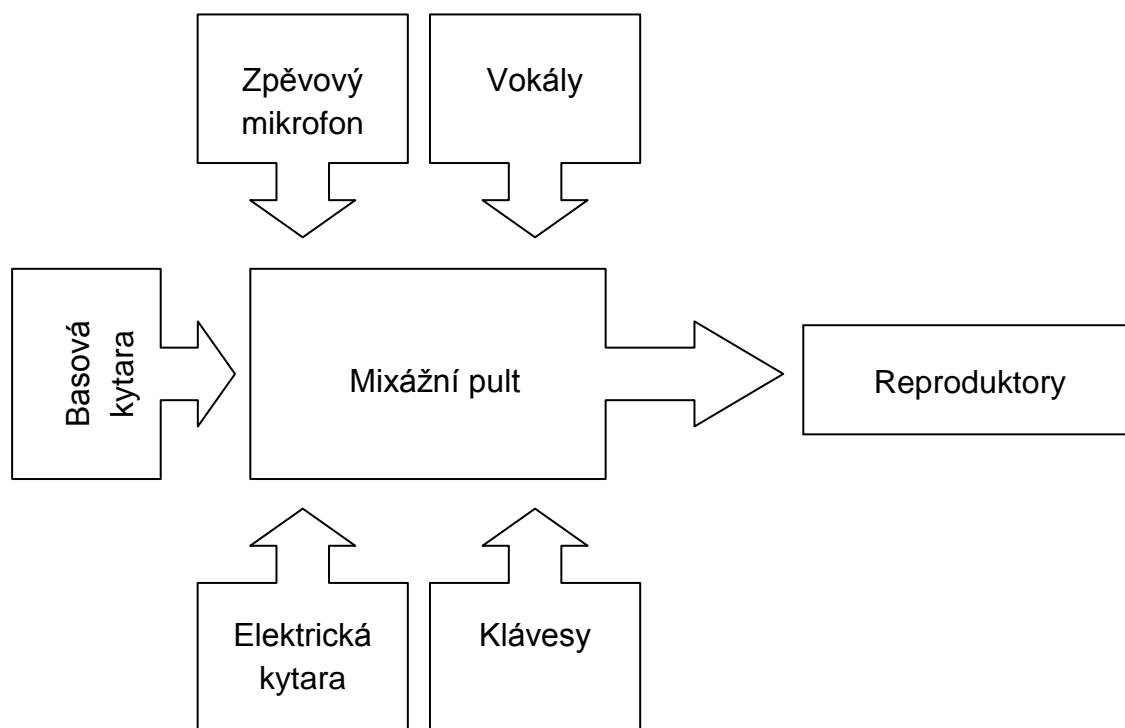 Zpěvový
mikrofon
Vokály
Basová
kytara
Mixážní pult
Reproduktory
Elektrická
kytara
Klávesy